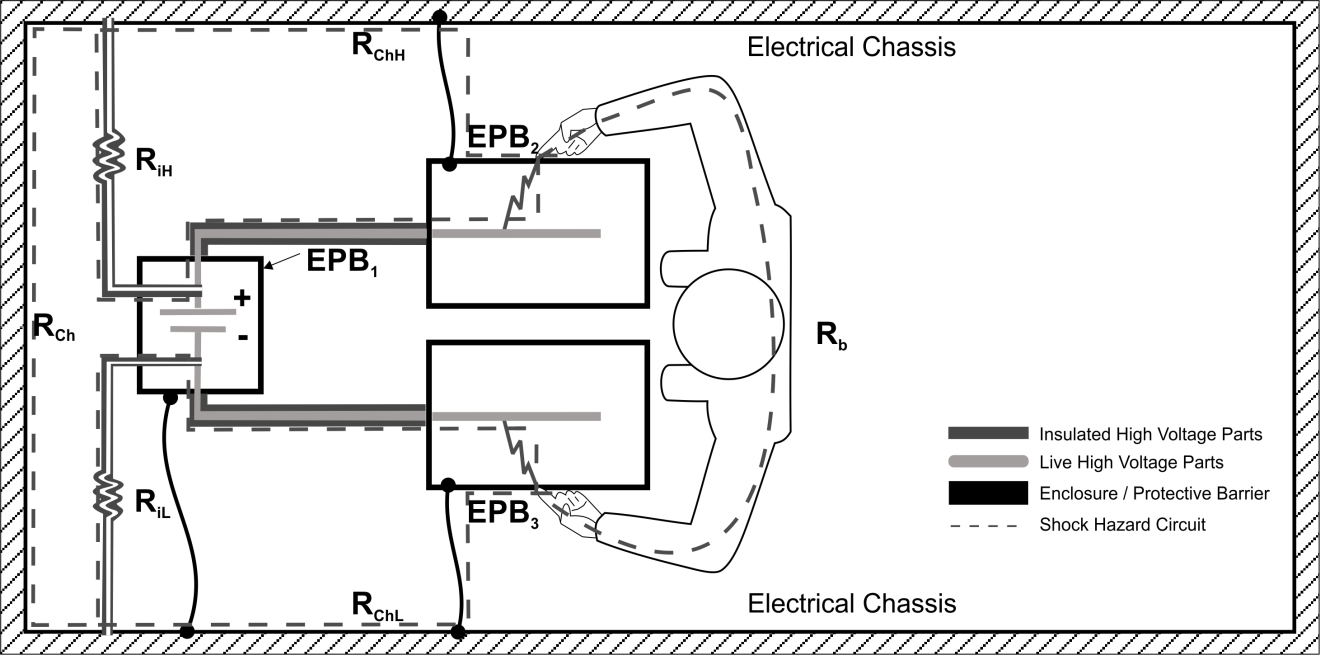 R_ChH
Electrical Chassis
EPB_2
R_iH
EPB_1
+
-
R_Ch
R_b
R_iL
EPB_3
Insulated High Voltage Parts
Live High Voltage Parts
Enclosure / Protective Barrier
Shock Hazard Circuit
R_ChL
Electrical Chassis